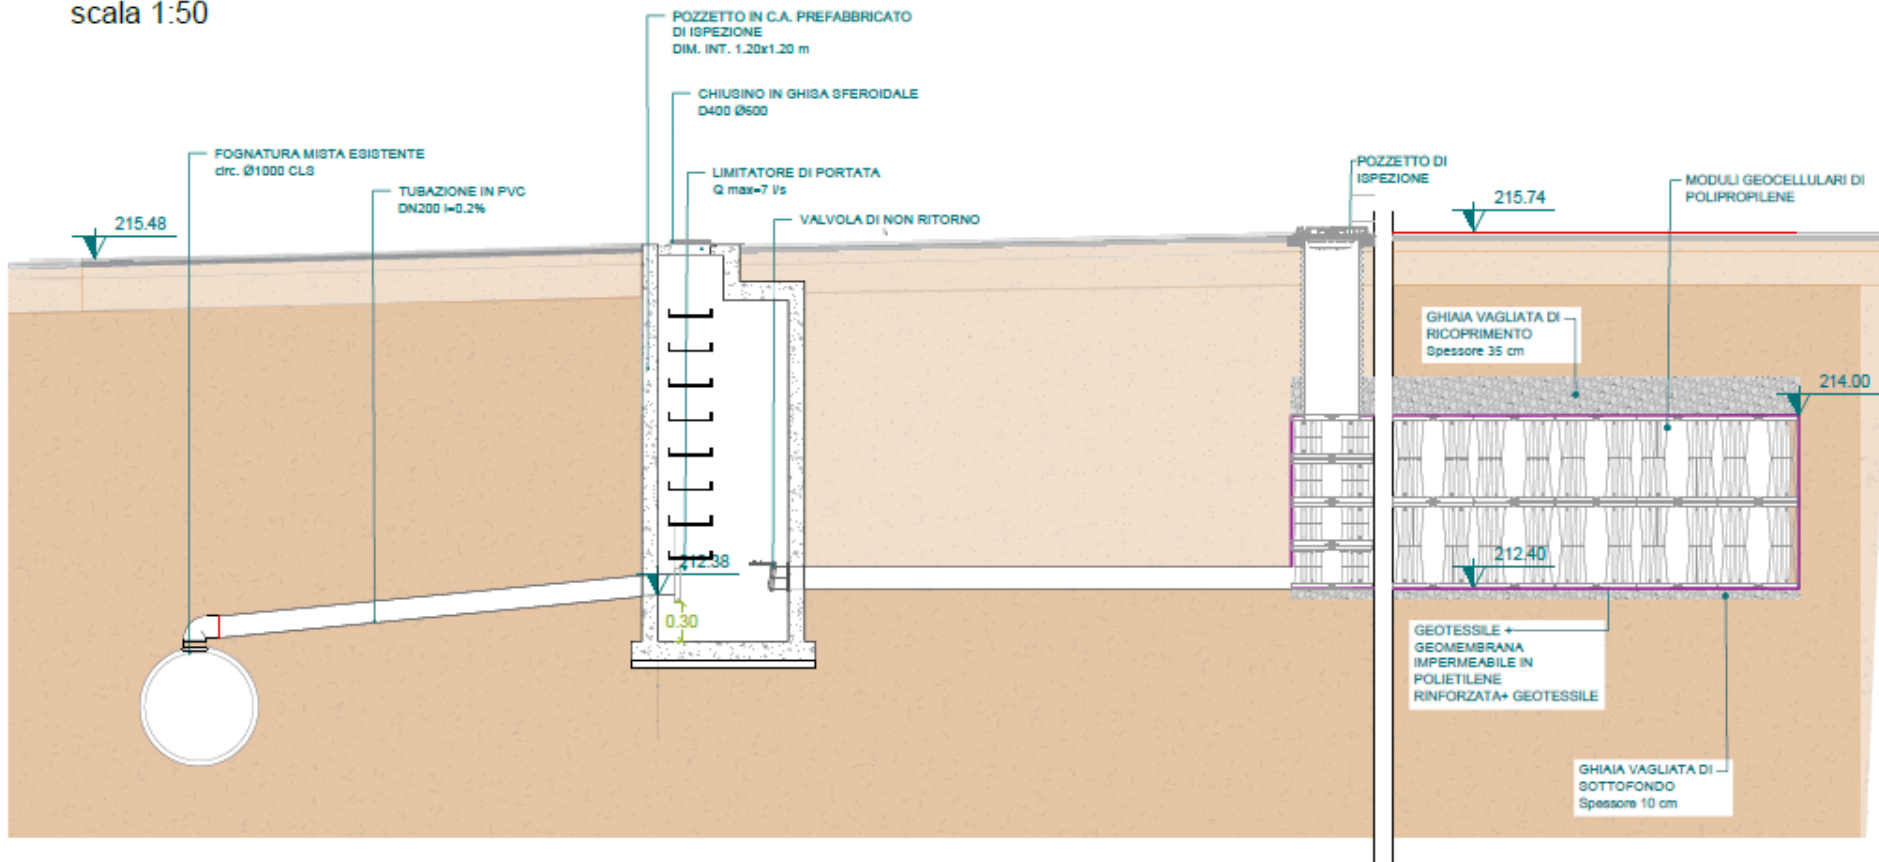 scala 1:50
POZZETTO IN C.A. PREFABBRICATO
DI ISPEZIONE
DIM. INT. 1.20x1.20 m
CHIUSINO IN GHISA SFEROIDALE
D400 Ø600
FOGNATURA MISTA ESISTENTE
circ. Ø1000 CLS
TUBAZIONE IN PVC
DN200 i=0.2%
LIMITATORE DI PORTATA
Q max=7 l/s
VALVOLA DI NON RITORNO
POZZETTO DI
ISPEZIONE
MODULI GEOCELLULARI DI
POLIPROPILENE
215.48
215.74
GHIAIA VAGLIATA DI
RICOPRIMENTO
Spessore 35 cm
214.00
212.38
212.40
0.30
GEOTESSILE +
GEOMEMBRANA
IMPERMEABILE IN
POLIETILENE
RINFORZATA+ GEOTESSILE
GHIAIA VAGLIATA DI
SOTTOFONDO
Spessore 10 cm